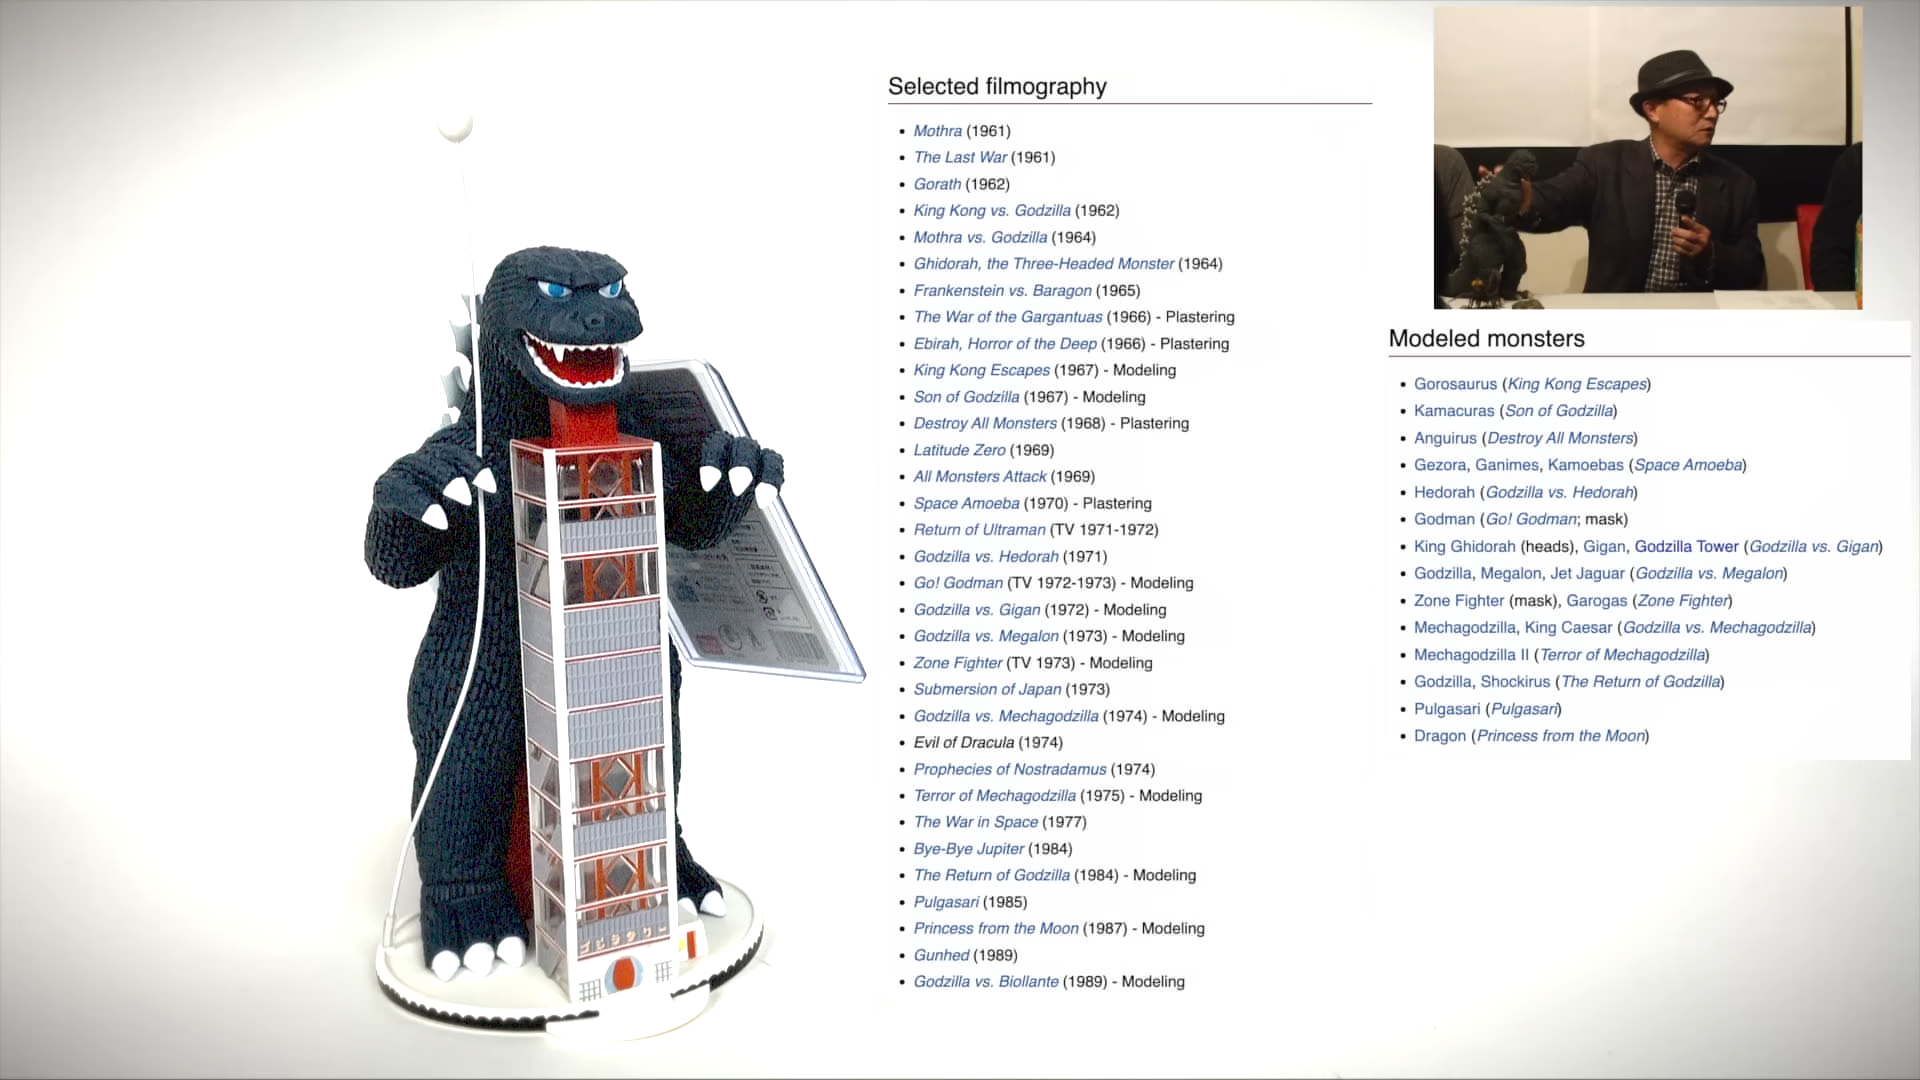 Selected filmography
• Mothra (1961)
• The Last War (1961)
• Gorath (1962)
• King Kong vs. Godzilla (1962)
• Mothra vs. Godzilla (1964)
• Ghidorah, the Three-Headed Monster (1964)
• Frankenstein vs. Baragon (1965)
• The War of the Gargantuas (1966) - Plastering
• Ebirah, Horror of the Deep (1966) - Plastering
• King Kong Escapes (1967) - Modeling
• Son of Godzilla (1967) - Modeling
• Destroy All Monsters (1968) - Plastering
• Latitude Zero (1969)
• All Monsters Attack (1969)
• Space Amoeba (1970) - Plastering
• Return of Ultraman (TV 1971-1972)
• Godzilla vs. Hedorah (1971)
• Go! Godman (TV 1972-1973) - Modeling
• Godzilla vs. Gigan (1972) - Modeling
• Godzilla vs. Megalon (1973) - Modeling
• Zone Fighter (TV 1973) - Modeling
• Submersion of Japan (1973)
• Godzilla vs. Mechagodzilla (1974) - Modeling
• Evil of Dracula (1974)
• Prophecies of Nostradamus (1974)
• Terror of Mechagodzilla (1975) - Modeling
• The War in Space (1977)
• Bye-Bye Jupiter (1984)
• The Return of Godzilla (1984) - Modeling
• Pulgasari (1985)
• Princess from the Moon (1987) - Modeling
• Gunhed (1989)
• Godzilla vs. Biollante (1989) - Modeling
Modeled monsters
• Gorosaurus (King Kong Escapes)
• Kamacuras (Son of Godzilla)
• Anguirus (Destroy All Monsters)
• Gezora, Ganimes, Kamoebas (Space Amoeba)
• Hedorah (Godzilla vs. Hedorah)
• Godman (Go! Godman; mask)
• King Ghidorah (heads), Gigan, Godzilla Tower (Godzilla vs. Gigan)
• Godzilla, Megalon, Jet Jaguar (Godzilla vs. Megalon)
• Zone Fighter (mask), Garogas (Zone Fighter)
• Mechagodzilla, King Caesar (Godzilla vs. Mechagodzilla)
• Mechagodzilla II (Terror of Mechagodzilla)
• Godzilla, Shockirus (The Return of Godzilla)
• Pulgasari (Pulgasari)
• Dragon (Princess from the Moon)
ゴジラタワー